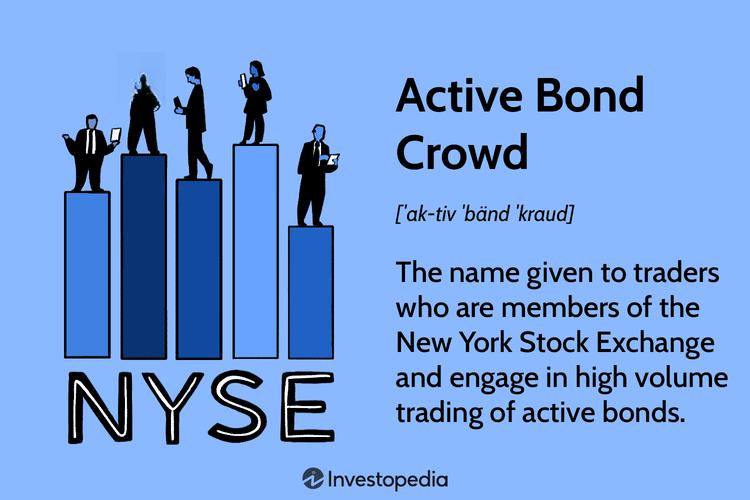 Active Bond
Crowd
['ak-tiv 'bänd 'kraud]
The name given to traders
who are members of the
New York Stock Exchange
and engage in high volume
trading of active bonds.
NYSE
Investopedia